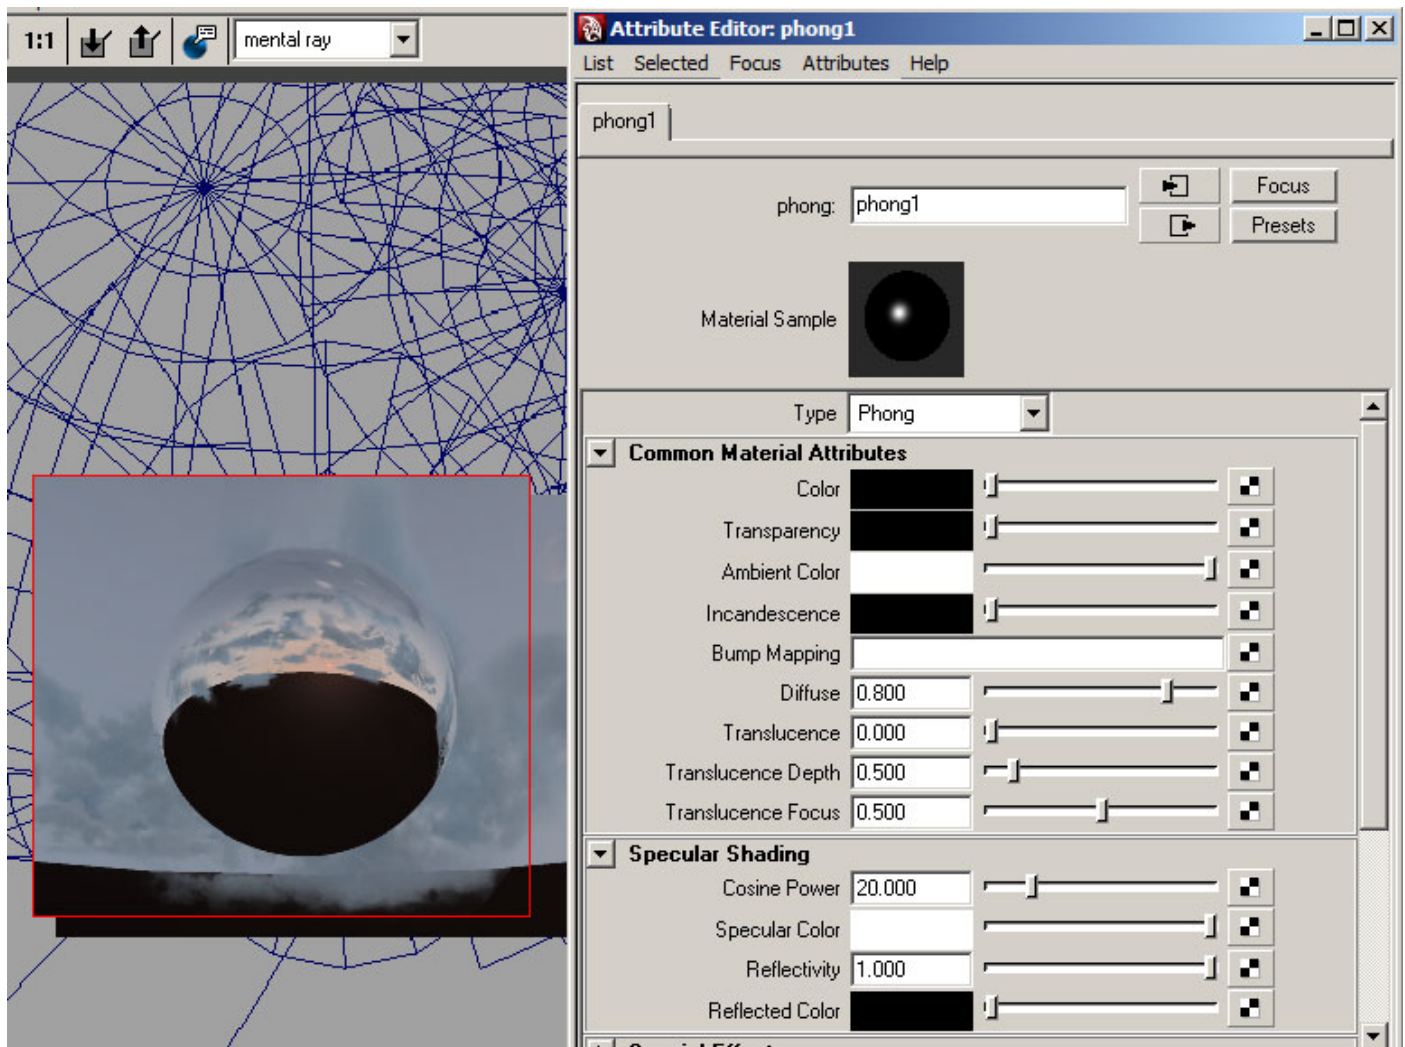 1:1 mental ray
Attribute Editor: phong1
List Selected Focus Attributes Help
phong1
phong: phong1
Focus
Presets
Material Sample
Type Phong
Common Material Attributes
Color
Transparency
Ambient Color
Incandescence
Bump Mapping
Diffuse 0.800
Translucence 0.000
Translucence Depth 0.500
Translucence Focus 0.500
Specular Shading
Cosine Power 20.000
Specular Color
Reflectivity 1.000
Reflected Color
Special Effects